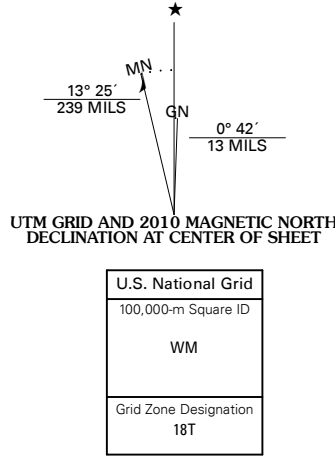 ★
MN
13° 25´
239 MILS
GN
0° 42´
13 MILS
UTM GRID AND 2010 MAGNETIC NORTH
DECLINATION AT CENTER OF SHEET
U.S. National Grid
100,000-m Square ID
WM
Grid Zone Designation
18T